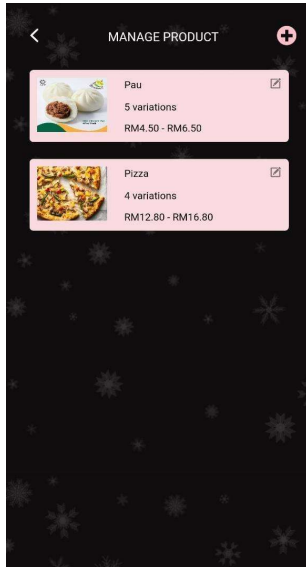 MANAGE PRODUCT
Pau
5 variations
RM4.50 - RM6.50
Pizza
4 variations
RM12.80 - RM16.80